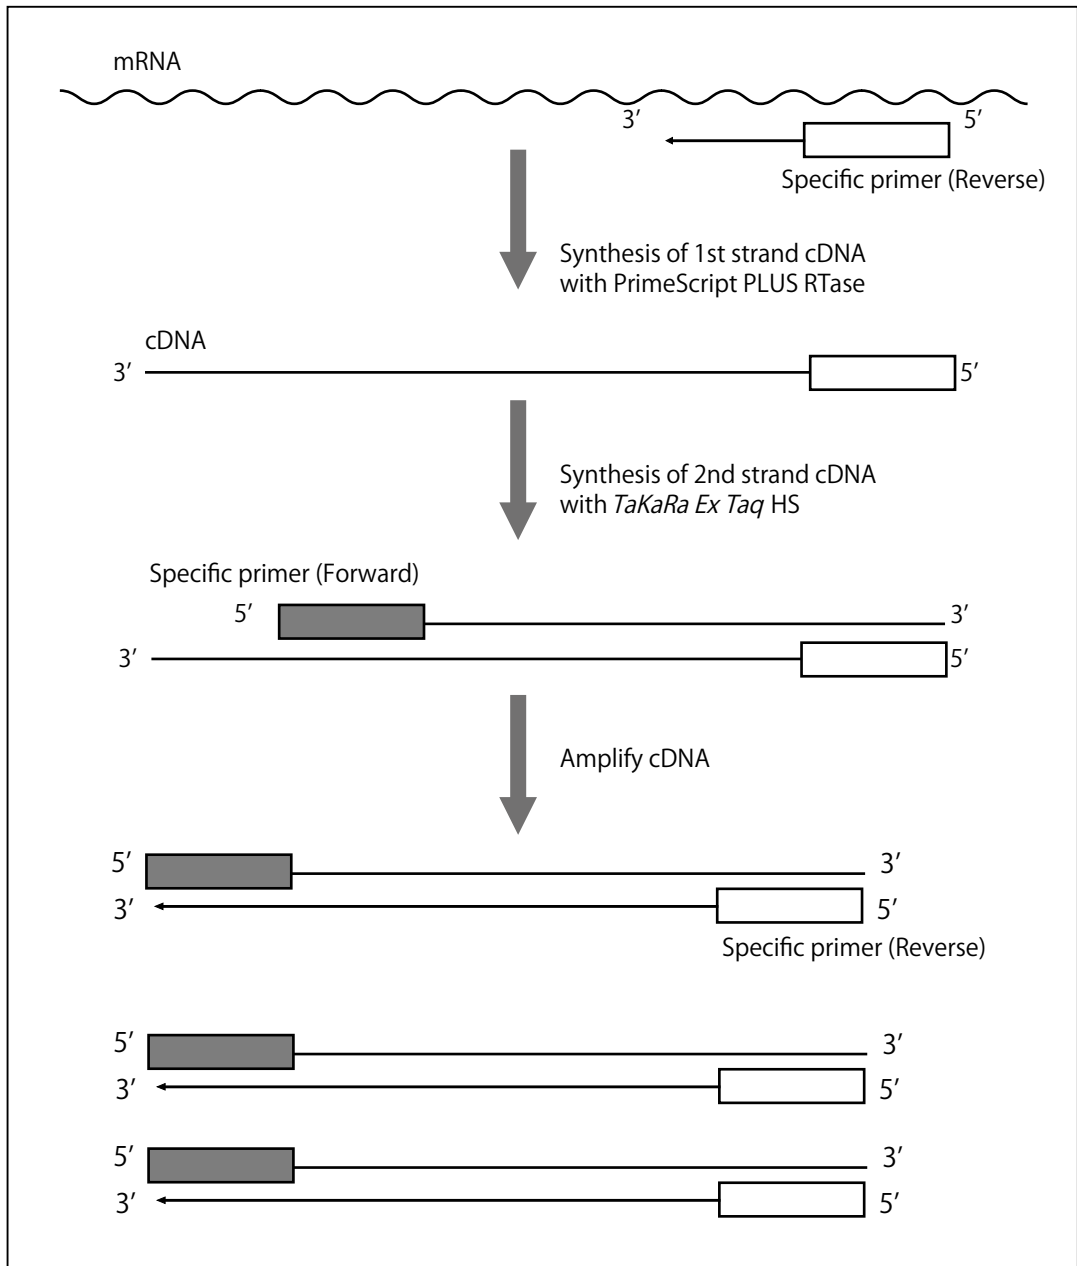 mRNA
3′
5′
Specific primer (Reverse)
Synthesis of 1st strand cDNA
with PrimeScript PLUS RTase
cDNA
3′
5′
Synthesis of 2nd strand cDNA
with TaKaRa Ex Taq HS
Specific primer (Forward)
5′
3′
3′
5′
Amplify cDNA
5′
3′
3′
5′
Specific primer (Reverse)
5′
3′
3′
5′
5′
3′
3′
5′